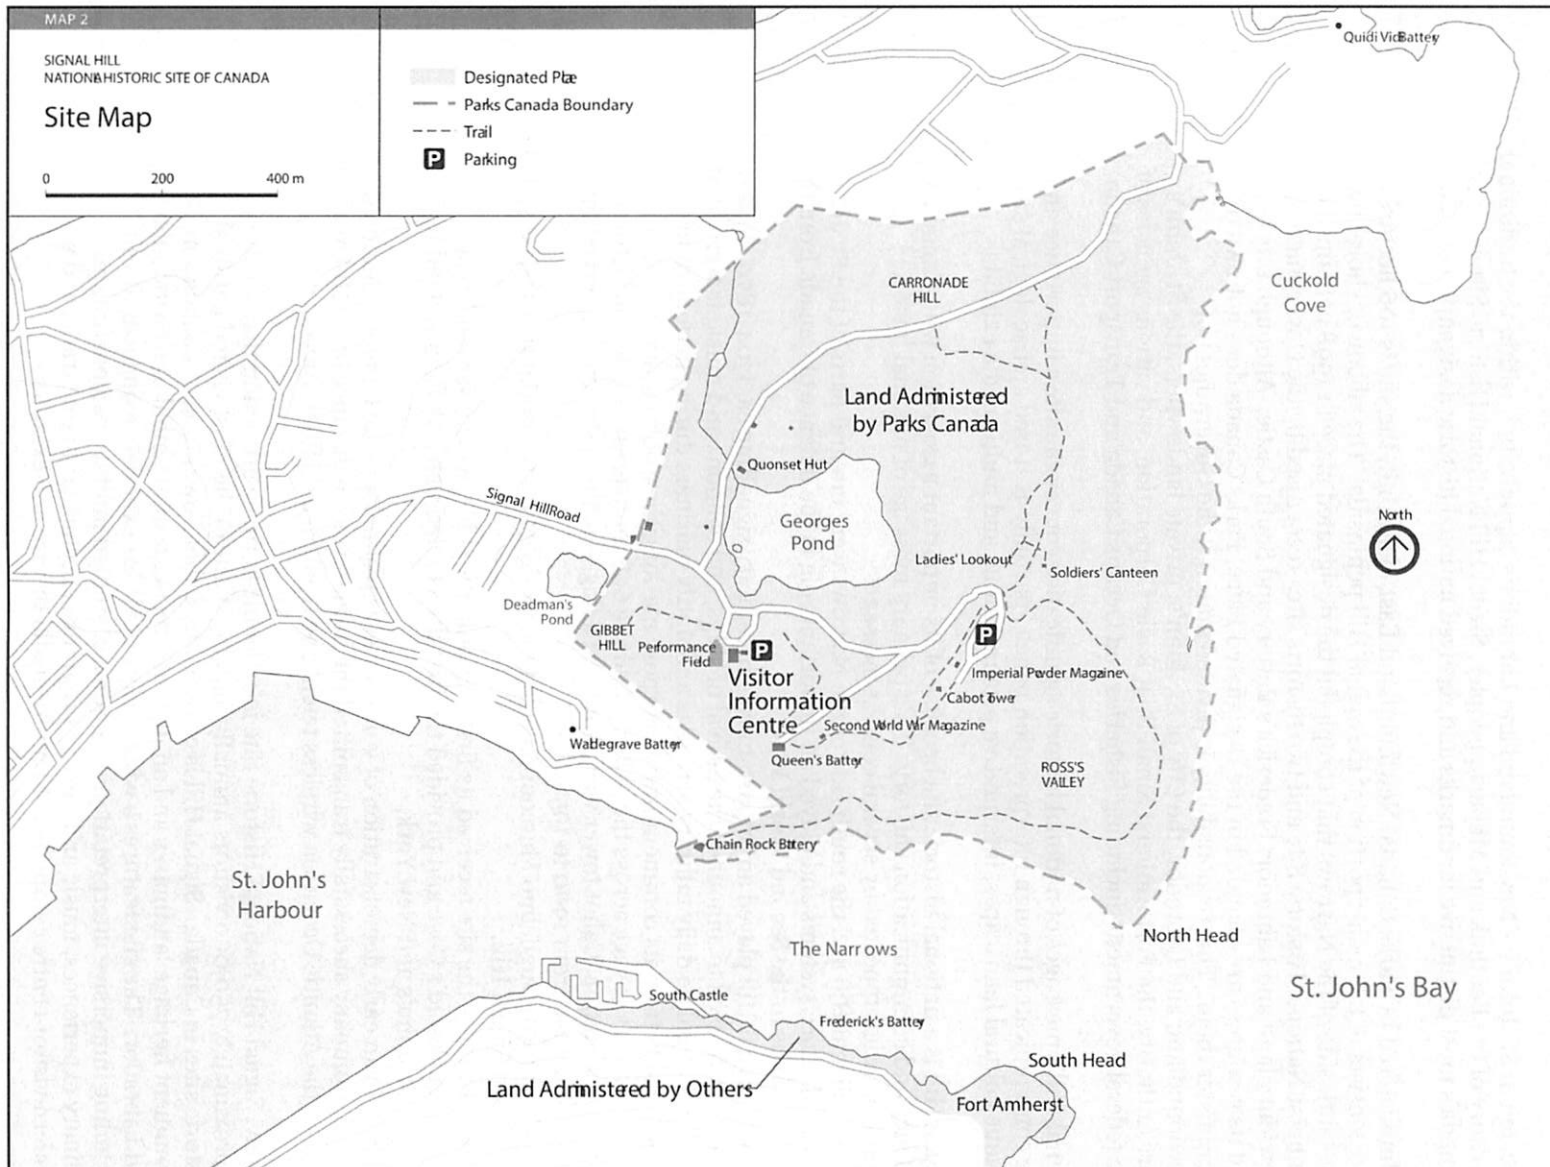 MAP 2
SIGNAL HILL
NATIONAL HISTORIC SITE OF CANADA
Site Map
0 200 400 m
Designated Place
Parks Canada Boundary
Trail
P Parking
Quidi Vidi Battery
CARRONADE
HILL
Cuckold
Cove
Land Administered
by Parks Canada
Quonset Hut
Signal Hill Road
Georges
Pond
North
Ladies' Lookout
Soldiers' Canteen
Deadman's
Pond
GIBBET
HILL
Performance
Field
P
P
Visitor
Information
Centre
Imperial Powder Magazine
Cabot Tower
Second World War Magazine
Waldegrave Battery
Queen's Battery
ROSS'S
VALLEY
Chain Rock Battery
St. John's
Harbour
North Head
The Narrows
St. John's Bay
South Castle
Frederick's Battery
South Head
Land Administered by Others
Fort Amherst